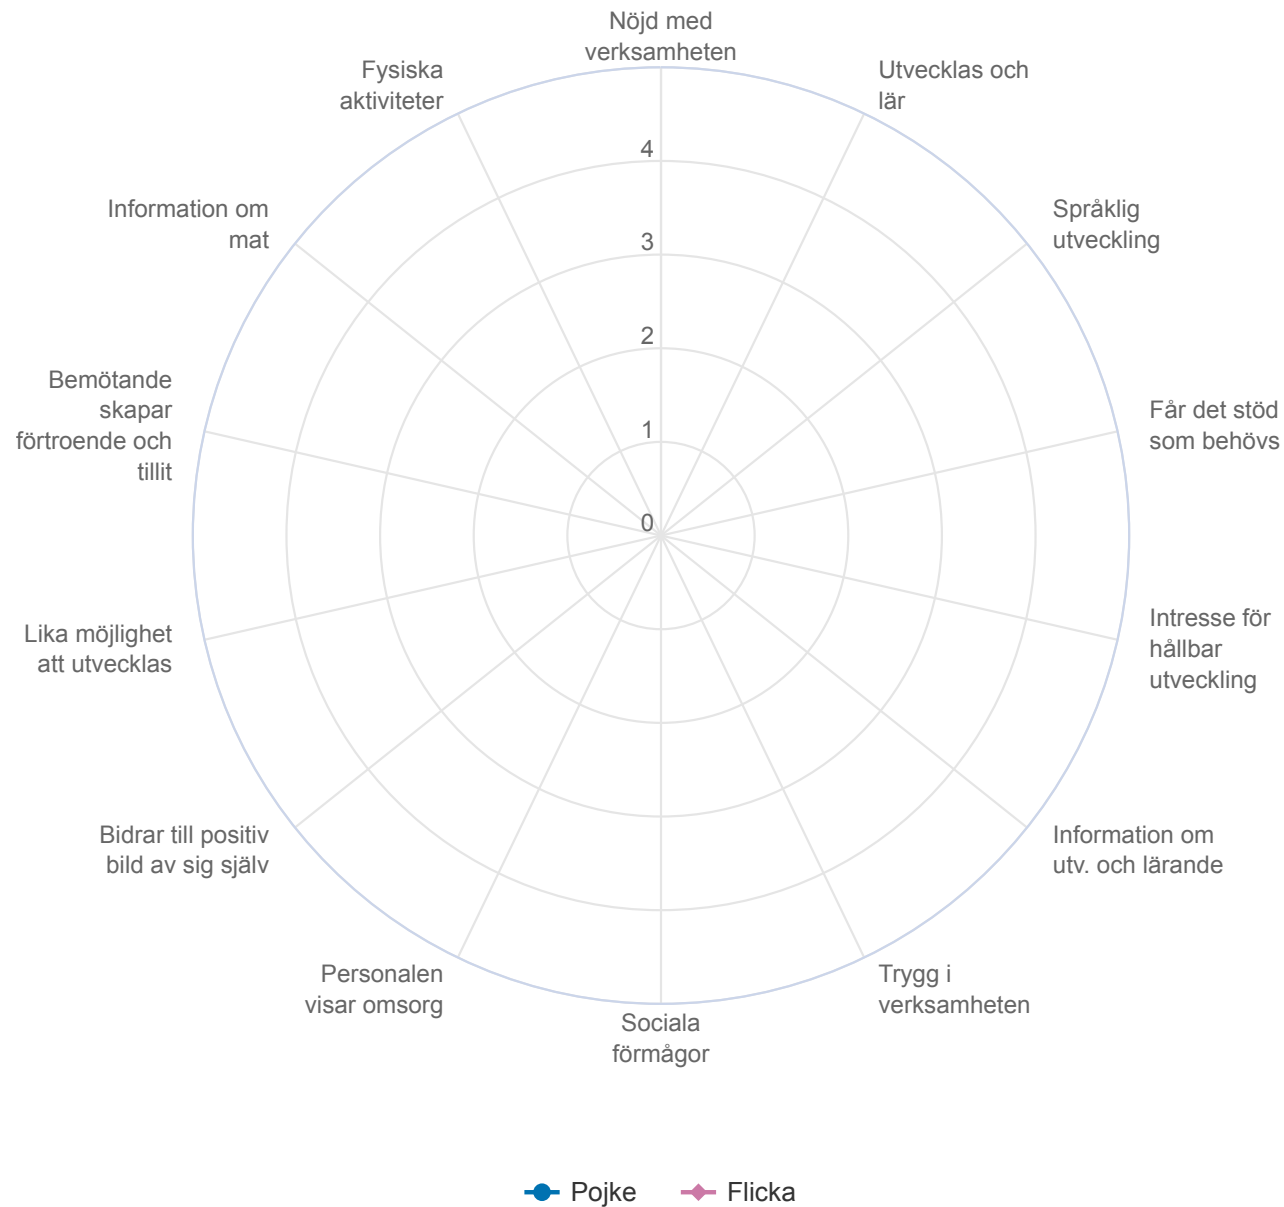 Nöjd med
verksamheten
Utvecklas och
lär
Språklig
utveckling
Får det stöd
som behövs
Intresse för
hållbar
utveckling
Information om
utv. och lärande
Trygg i
verksamheten
Sociala
förmågor
Personalen
visar omsorg
Bidrar till positiv
bild av sig själv
Lika möjlighet
att utvecklas
Bemötande
skapar
förtroende och
tillit
Information om
mat
Fysiska
aktiviteter
4
3
2
1
0
Pojke
Flicka